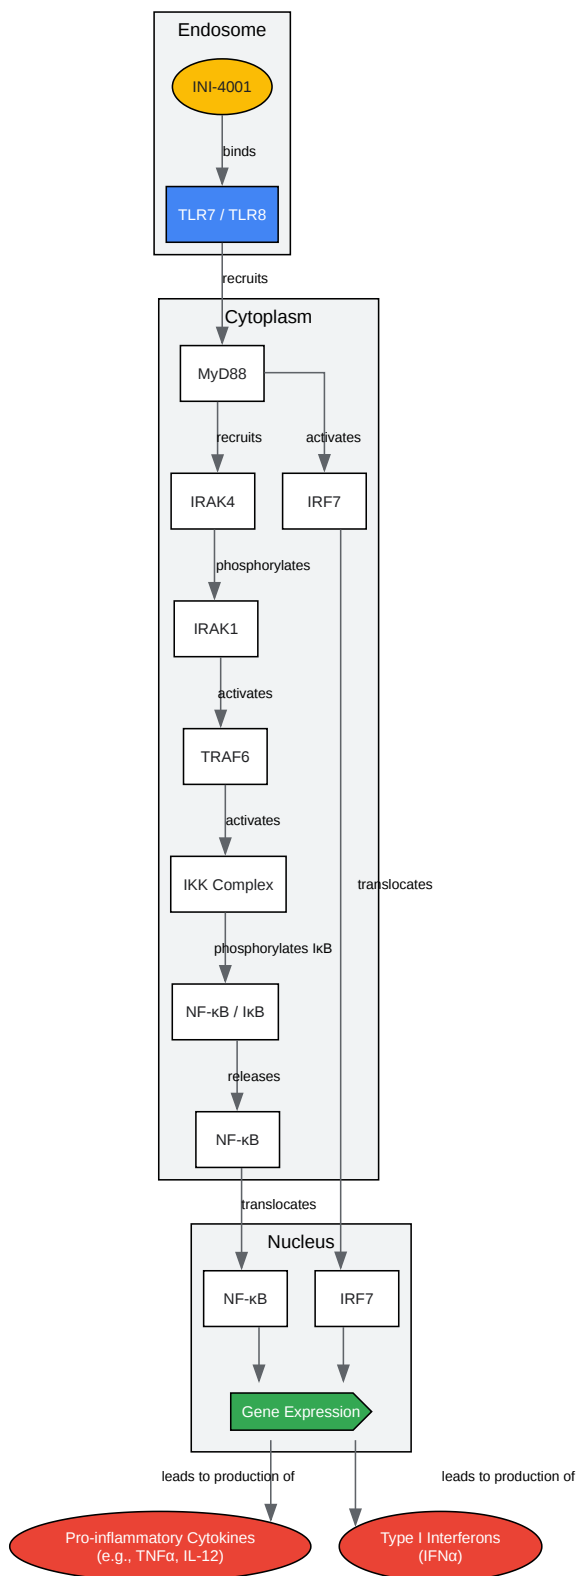 Endosome
INI-4001
binds
TLR7 / TLR8
recruits
Cytoplasm
MyD88
recruits
activates
IRAK4
IRF7
phosphorylates
IRAK1
activates
TRAF6
activates
IKK Complex
translocates
phosphorylates IκB
NF-κB / IκB
releases
NF-κB
translocates
Nucleus
NF-κB
IRF7
Gene Expression
leads to production of
leads to production of
Pro-inflammatory Cytokines
(e.g., TNFα, IL-12)
Type I Interferons
(IFNα)